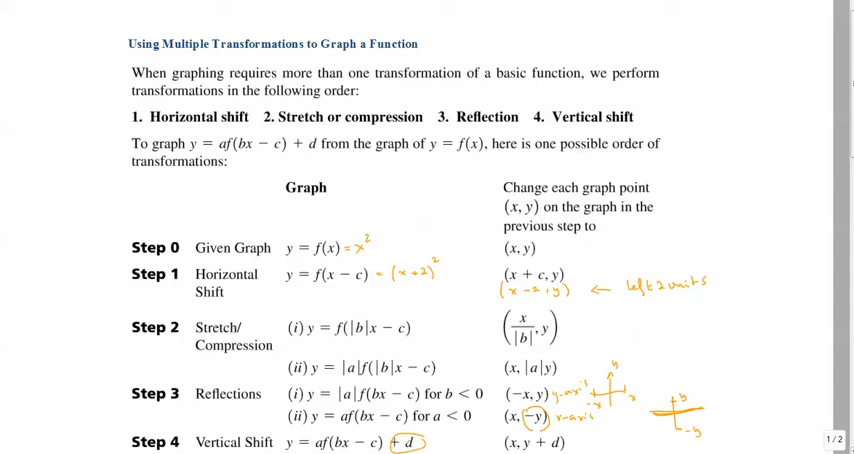 Using Multiple Transformations to Graph a Function
When graphing requires more than one transformation of a basic function, we perform
transformations in the following order:
1. Horizontal shift 2. Stretch or compression 3. Reflection 4. Vertical shift
To graph y = af(bx − c) + d from the graph of y = f(x), here is one possible order of
transformations:
Graph Change each graph point
(x, y) on the graph in the
previous step to
Step 0 Given Graph y = f(x) = x² (x, y)
Step 1 Horizontal y = f(x − c) = (x+2)² (x + c, y)
Shift (x − 2, y) ← left 2 units
Step 2 Stretch/ (i) y = f(|b|x − c) (x/|b|, y)
Compression
(ii) y = |a|f(|b|x − c) (x, |a|y) y
Step 3 Reflections (i) y = |a|f(bx − c) for b < 0 (−x, y) y-axis -x x y
(ii) y = af(bx − c) for a < 0 (x, −y) x-axis -y
Step 4 Vertical Shift y = af(bx − c) + d (x, y + d)
1 / 2